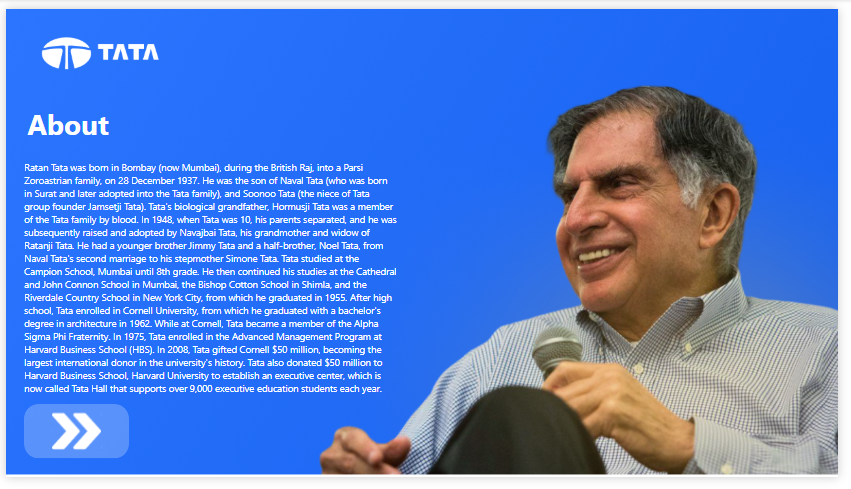 TATA
About
Ratan Tata was born in Bombay (now Mumbai), during the British Raj, into a Parsi
Zoroastrian family, on 28 December 1937. He was the son of Naval Tata (who was born
in Surat and later adopted into the Tata family), and Soonoo Tata (the niece of Tata
group founder Jamsetji Tata). Tata's biological grandfather, Hormusji Tata was a member
of the Tata family by blood. In 1948, when Tata was 10, his parents separated, and he was
subsequently raised and adopted by Navajbai Tata, his grandmother and widow of
Ratanji Tata. He had a younger brother Jimmy Tata and a half-brother, Noel Tata, from
Naval Tata's second marriage to his stepmother Simone Tata. Tata studied at the
Campion School, Mumbai until 8th grade. He then continued his studies at the Cathedral
and John Connon School in Mumbai, the Bishop Cotton School in Shimla, and the
Riverdale Country School in New York City, from which he graduated in 1955. After high
school, Tata enrolled in Cornell University, from which he graduated with a bachelor's
degree in architecture in 1962. While at Cornell, Tata became a member of the Alpha
Sigma Phi Fraternity. In 1975, Tata enrolled in the Advanced Management Program at
Harvard Business School (HBS). In 2008, Tata gifted Cornell $50 million, becoming the
largest international donor in the university's history. Tata also donated $50 million to
Harvard Business School, Harvard University to establish an executive center, which is
now called Tata Hall that supports over 9,000 executive education students each year.